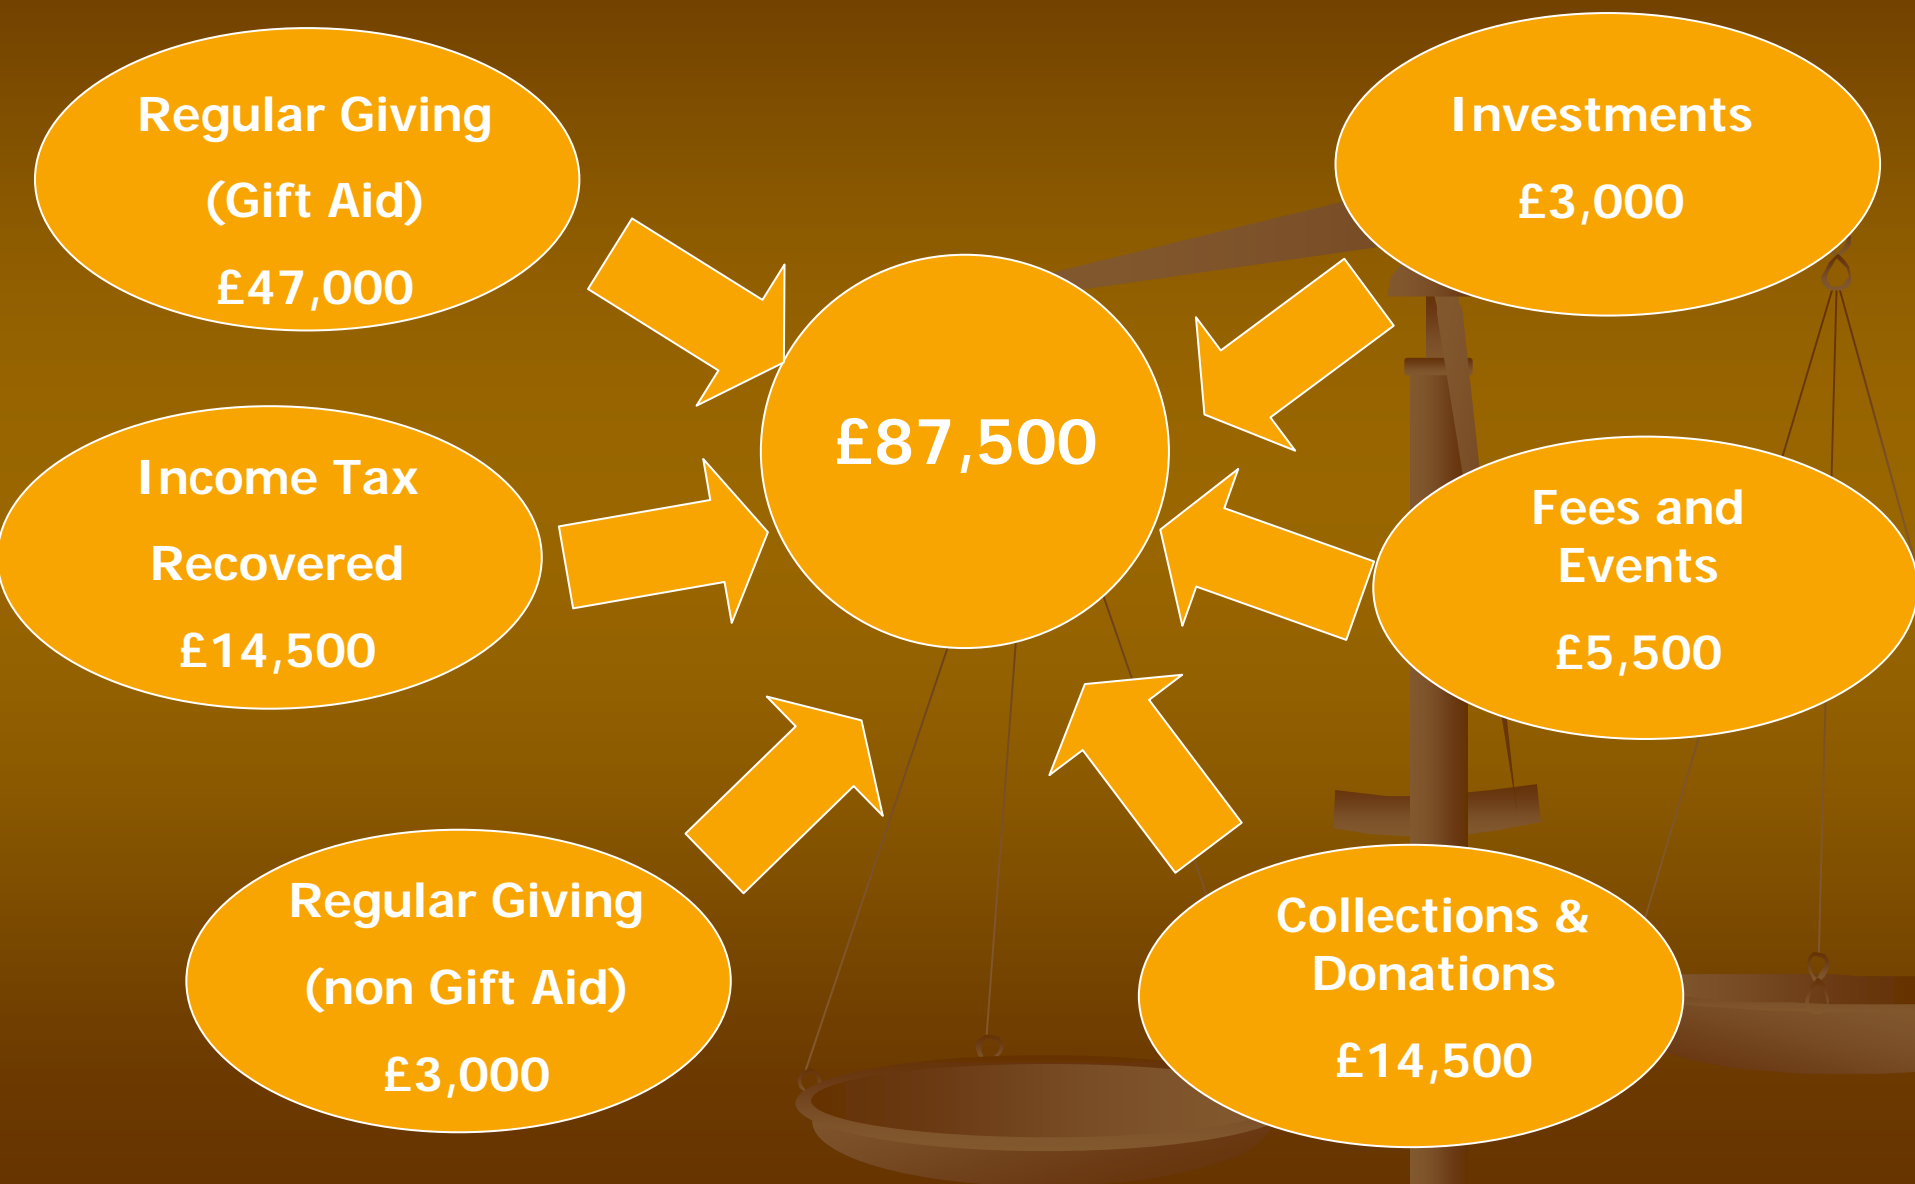 Regular Giving
(Gift Aid)
£47,000
Investments
£3,000
£87,500
Income Tax
Recovered
£14,500
Fees and
Events
£5,500
Regular Giving
(non Gift Aid)
£3,000
Collections &
Donations
£14,500